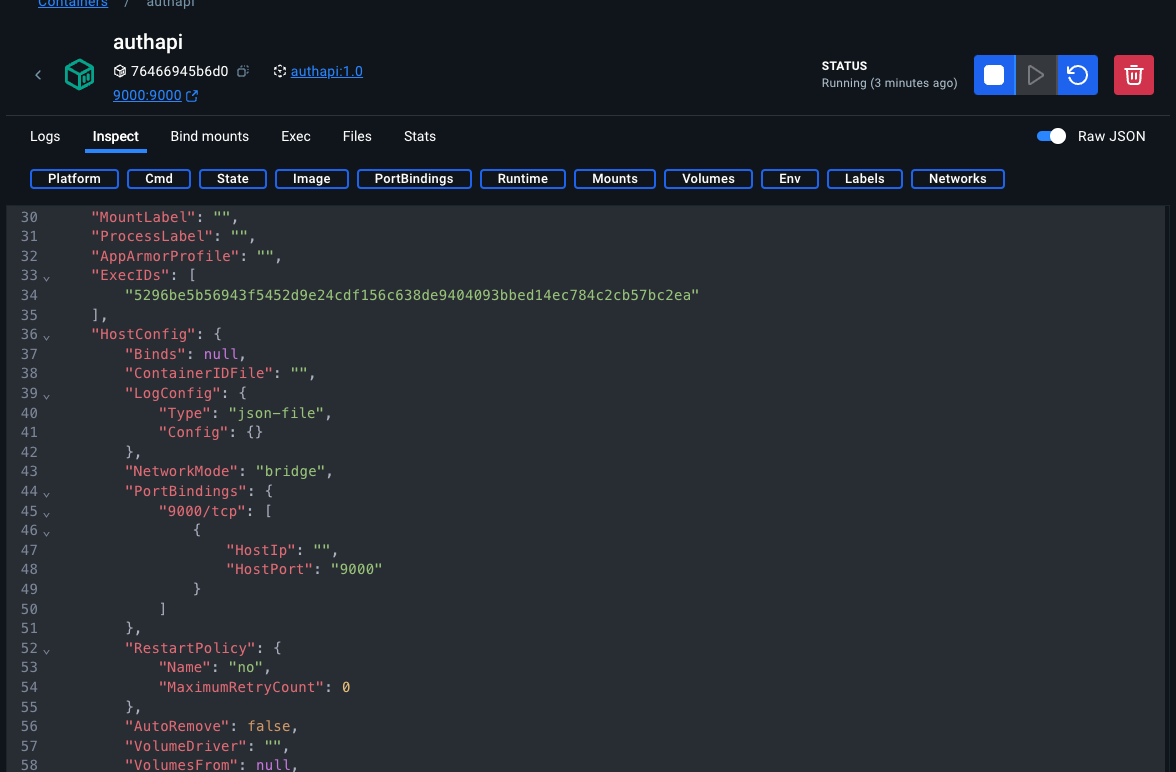 Containers / authapi
authapi
76466945b6d0 authapi:1.0
9000:9000
STATUS
Running (3 minutes ago)
Logs Inspect Bind mounts Exec Files Stats Raw JSON
Platform Cmd State Image PortBindings Runtime Mounts Volumes Env Labels Networks
30 "MountLabel": "",
31 "ProcessLabel": "",
32 "AppArmorProfile": "",
33 "ExecIDs": [
34 "5296be5b56943f5452d9e24cdf156c638de9404093bbed14ec784c2cb57bc2ea"
35 ],
36 "HostConfig": {
37 "Binds": null,
38 "ContainerIDFile": "",
39 "LogConfig": {
40 "Type": "json-file",
41 "Config": {}
42 },
43 "NetworkMode": "bridge",
44 "PortBindings": {
45 "9000/tcp": [
46 {
47 "HostIp": "",
48 "HostPort": "9000"
49 }
50 ]
51 },
52 "RestartPolicy": {
53 "Name": "no",
54 "MaximumRetryCount": 0
55 },
56 "AutoRemove": false,
57 "VolumeDriver": "",
58 "VolumesFrom": null,